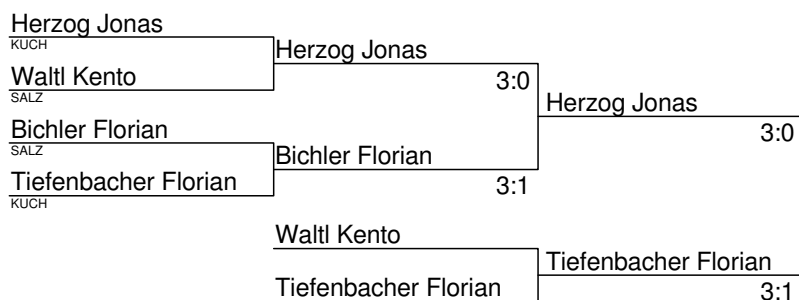 Herzog Jonas
KUCH
Herzog Jonas
Waltl Kento
3:0
SALZ
Herzog Jonas
3:0
Bichler Florian
SALZ
Bichler Florian
Tiefenbacher Florian
3:1
KUCH
Waltl Kento
Tiefenbacher Florian
Tiefenbacher Florian
3:1